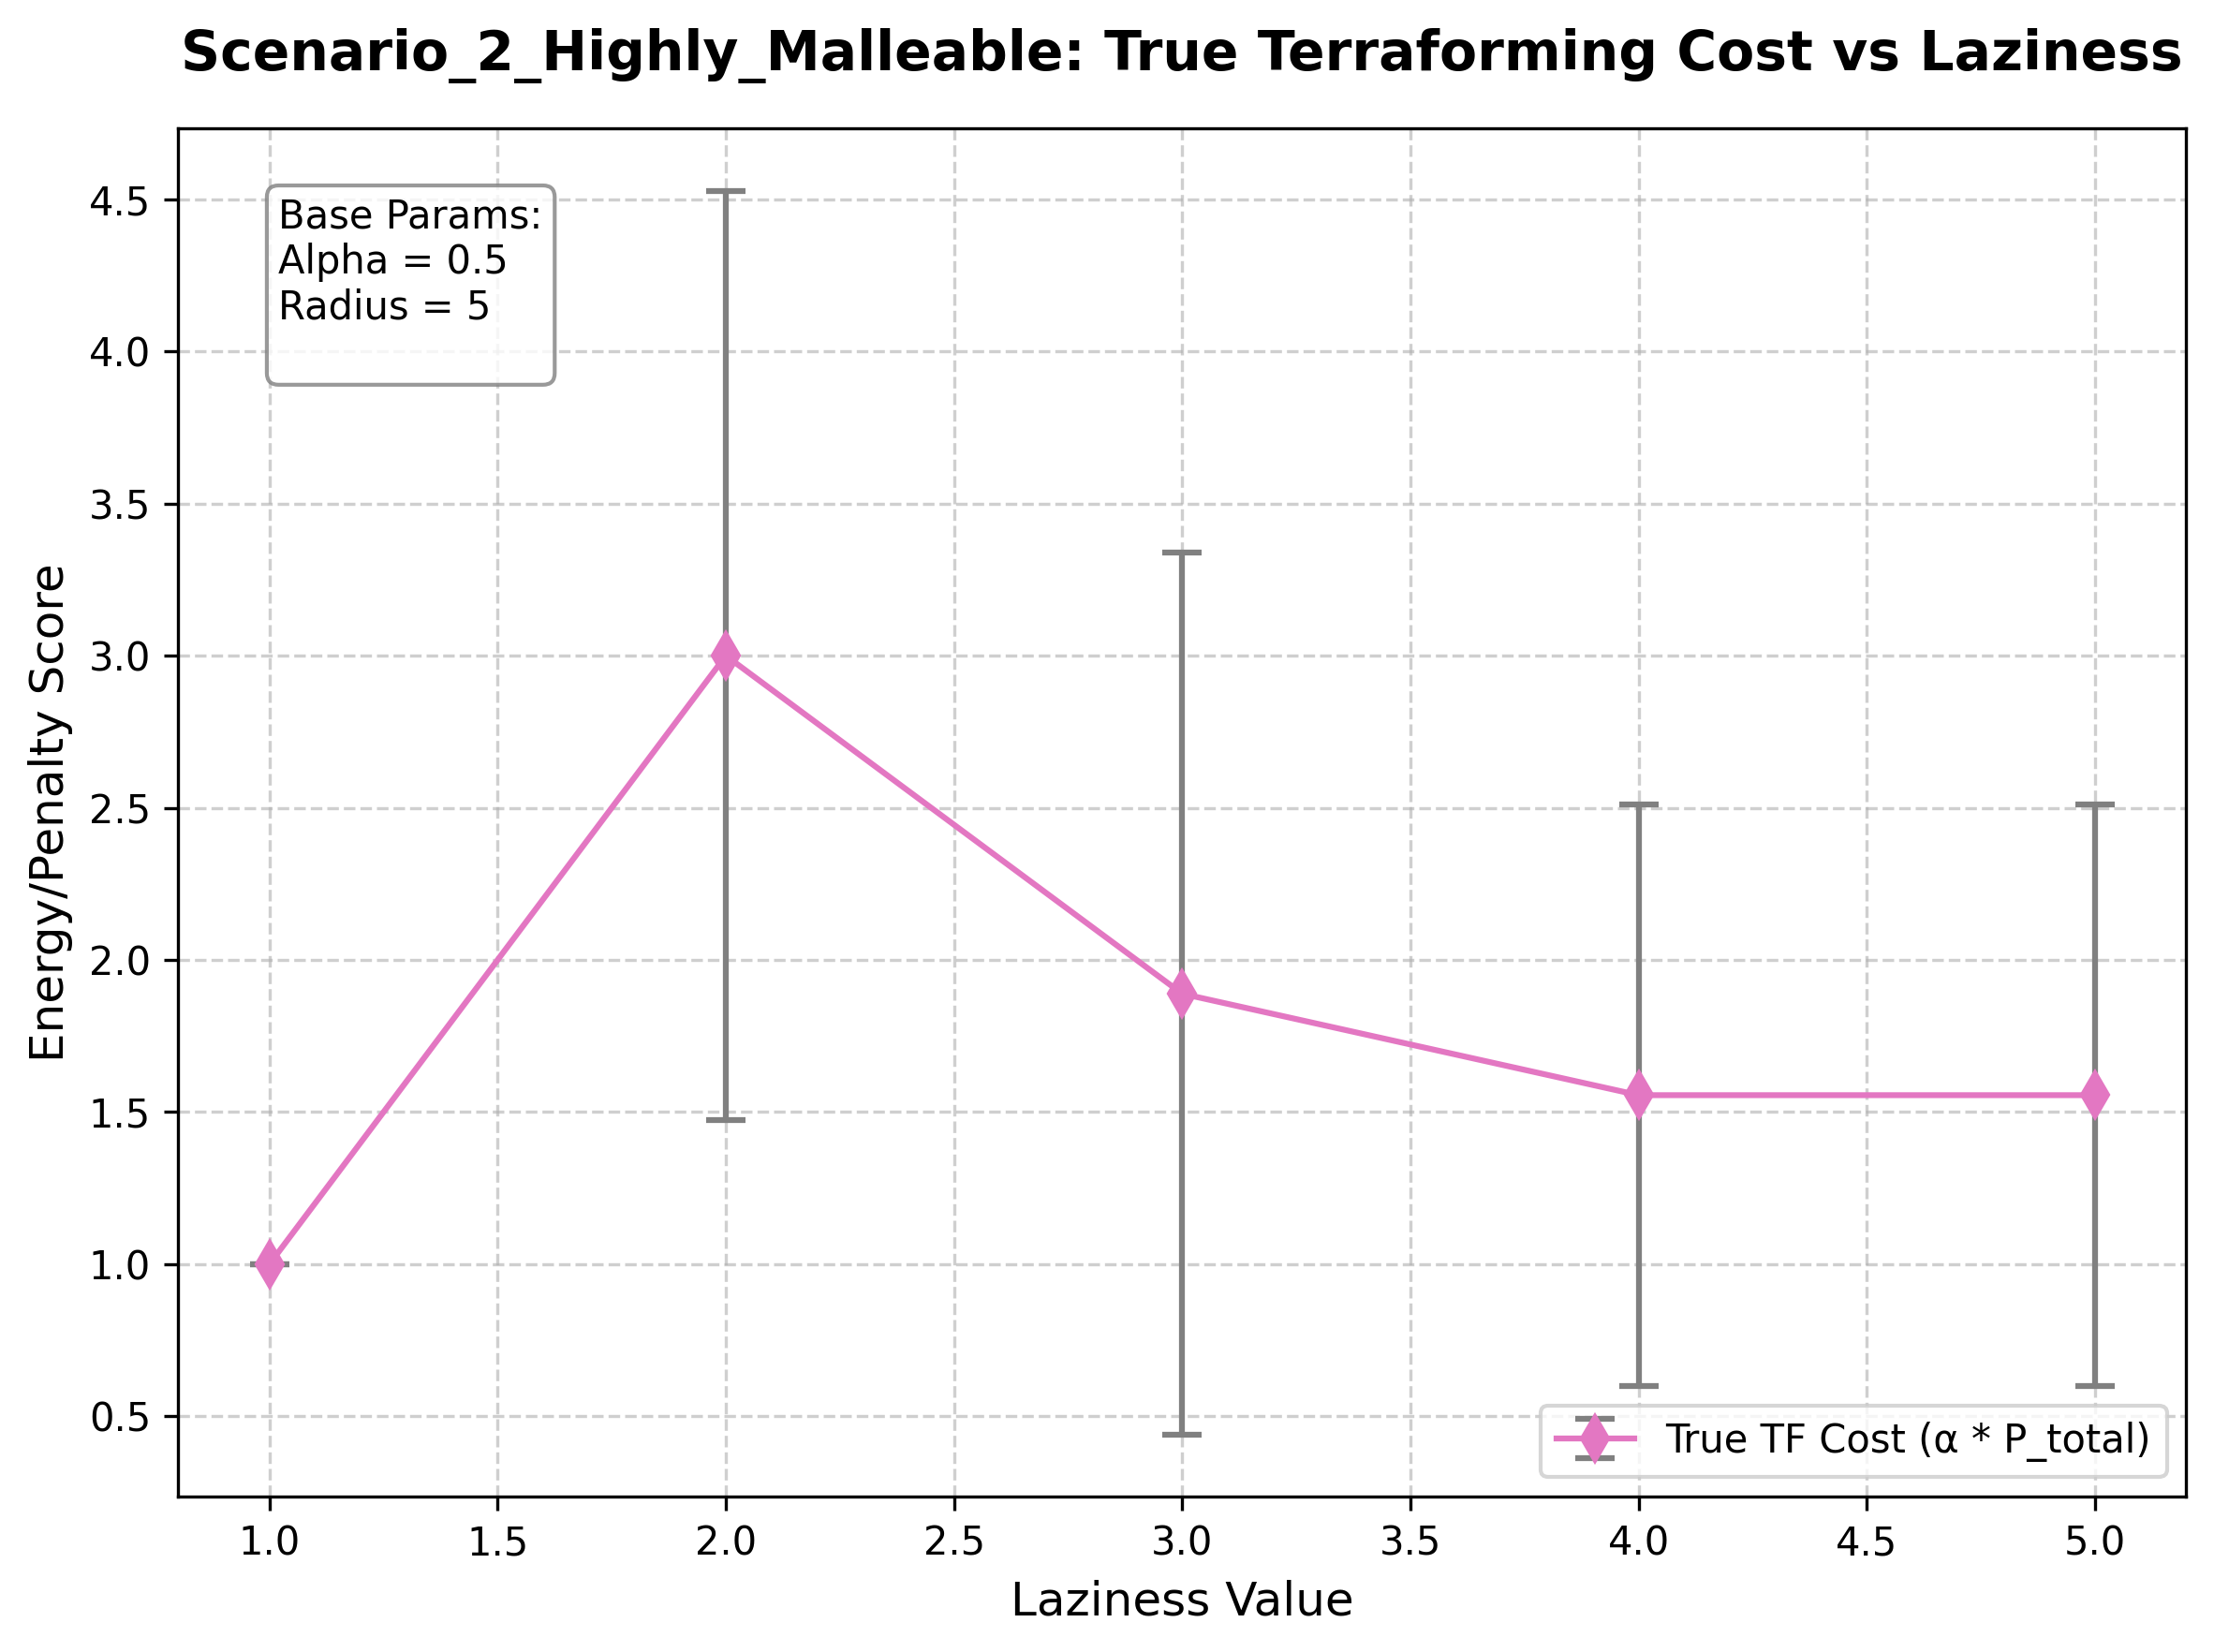 Scenario_2_Highly_Malleable: True Terraforming Cost vs Laziness
Base Params:
Alpha = 0.5
Radius = 5
Energy/Penalty Score
4.5
4.0
3.5
3.0
2.5
2.0
1.5
1.0
0.5
True TF Cost (α * P_total)
1.0 1.5 2.0 2.5 3.0 3.5 4.0 4.5 5.0
Laziness Value